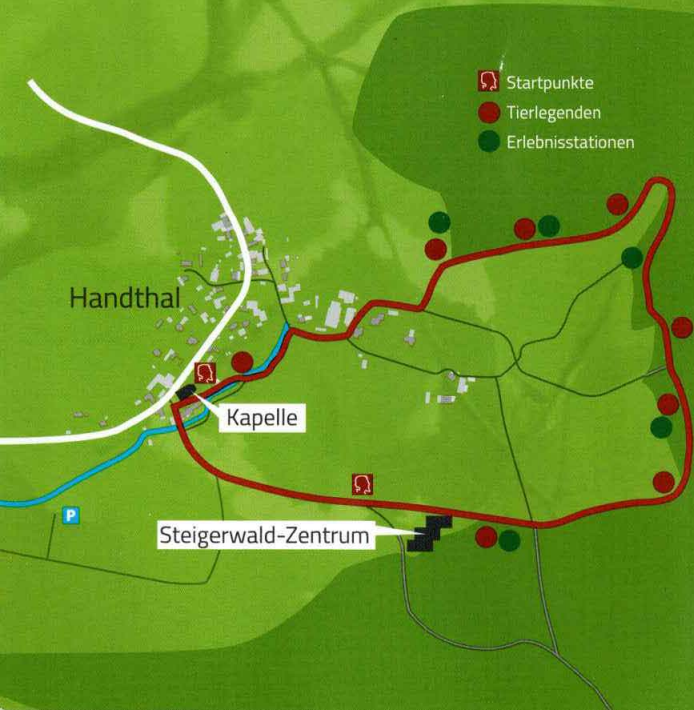 Startpunkte
Tierlegenden
Erlebnisstationen
Handthal
Kapelle
P
Steigerwald-Zentrum